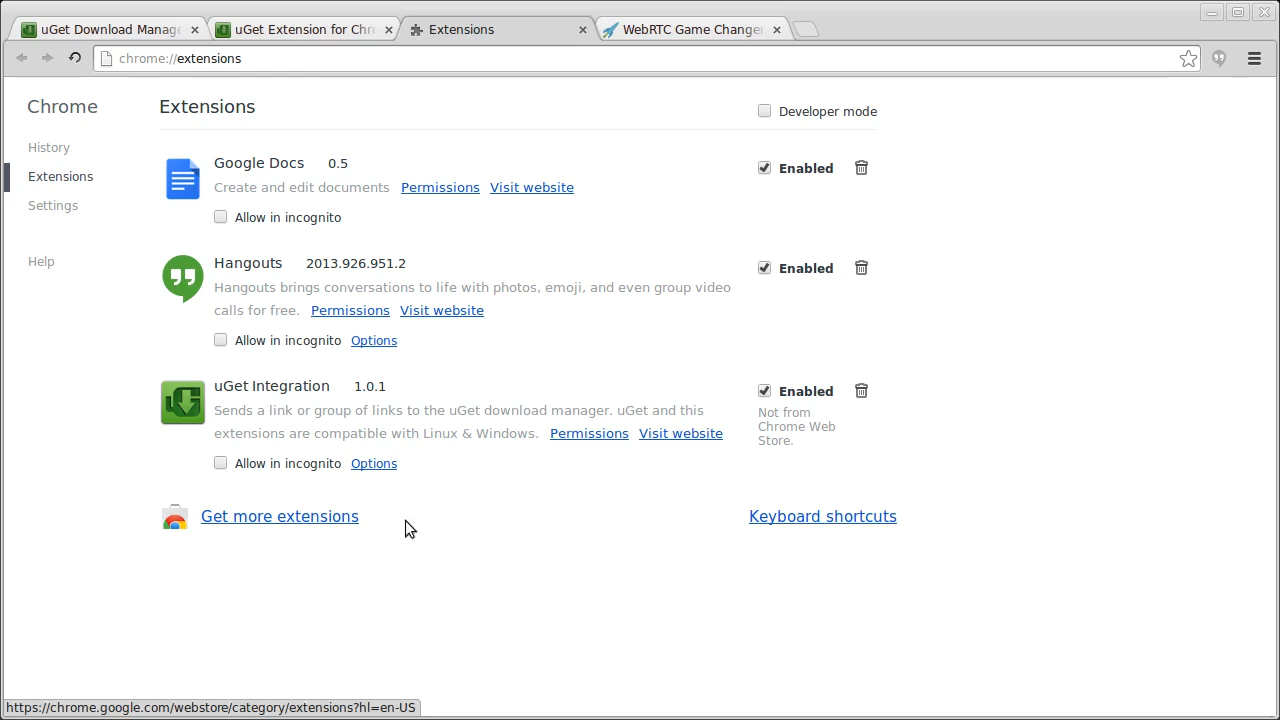 uGet Download Manage
uGet Extension for Chr
Extensions
WebRTC Game Changer
chrome://extensions
Chrome
History
Extensions
Settings
Help
Extensions
Developer mode
Google Docs 0.5
Create and edit documents Permissions Visit website
Allow in incognito
Enabled
Hangouts 2013.926.951.2
Hangouts brings conversations to life with photos, emoji, and even group video
calls for free. Permissions Visit website
Allow in incognito Options
Enabled
uGet Integration 1.0.1
Sends a link or group of links to the uGet download manager. uGet and this
extensions are compatible with Linux & Windows. Permissions Visit website
Allow in incognito Options
Enabled
Not from
Chrome Web
Store.
Get more extensions
Keyboard shortcuts
https://chrome.google.com/webstore/category/extensions?hl=en-US